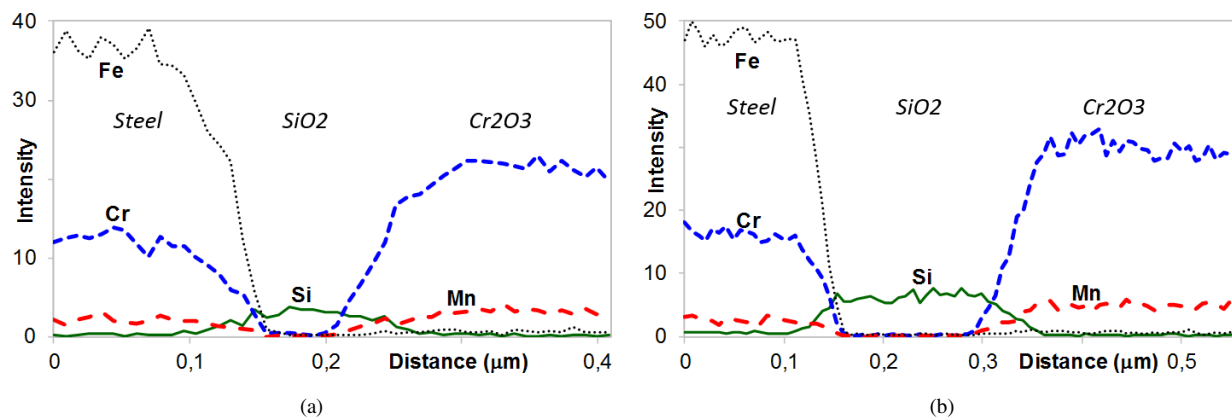 40
30
20
10
0
Intensity
Fe
Steel
SiO2
Cr2O3
Cr
Si
Mn
0
0,1
0,2
Distance (μm)
0,4
(a)
50
40
30
20
10
0
Intensity
Fe
Steel
SiO2
Cr2O3
Cr
Si
Mn
0
0,1
0,2
0,3
Distance (μm)
0,5
(b)